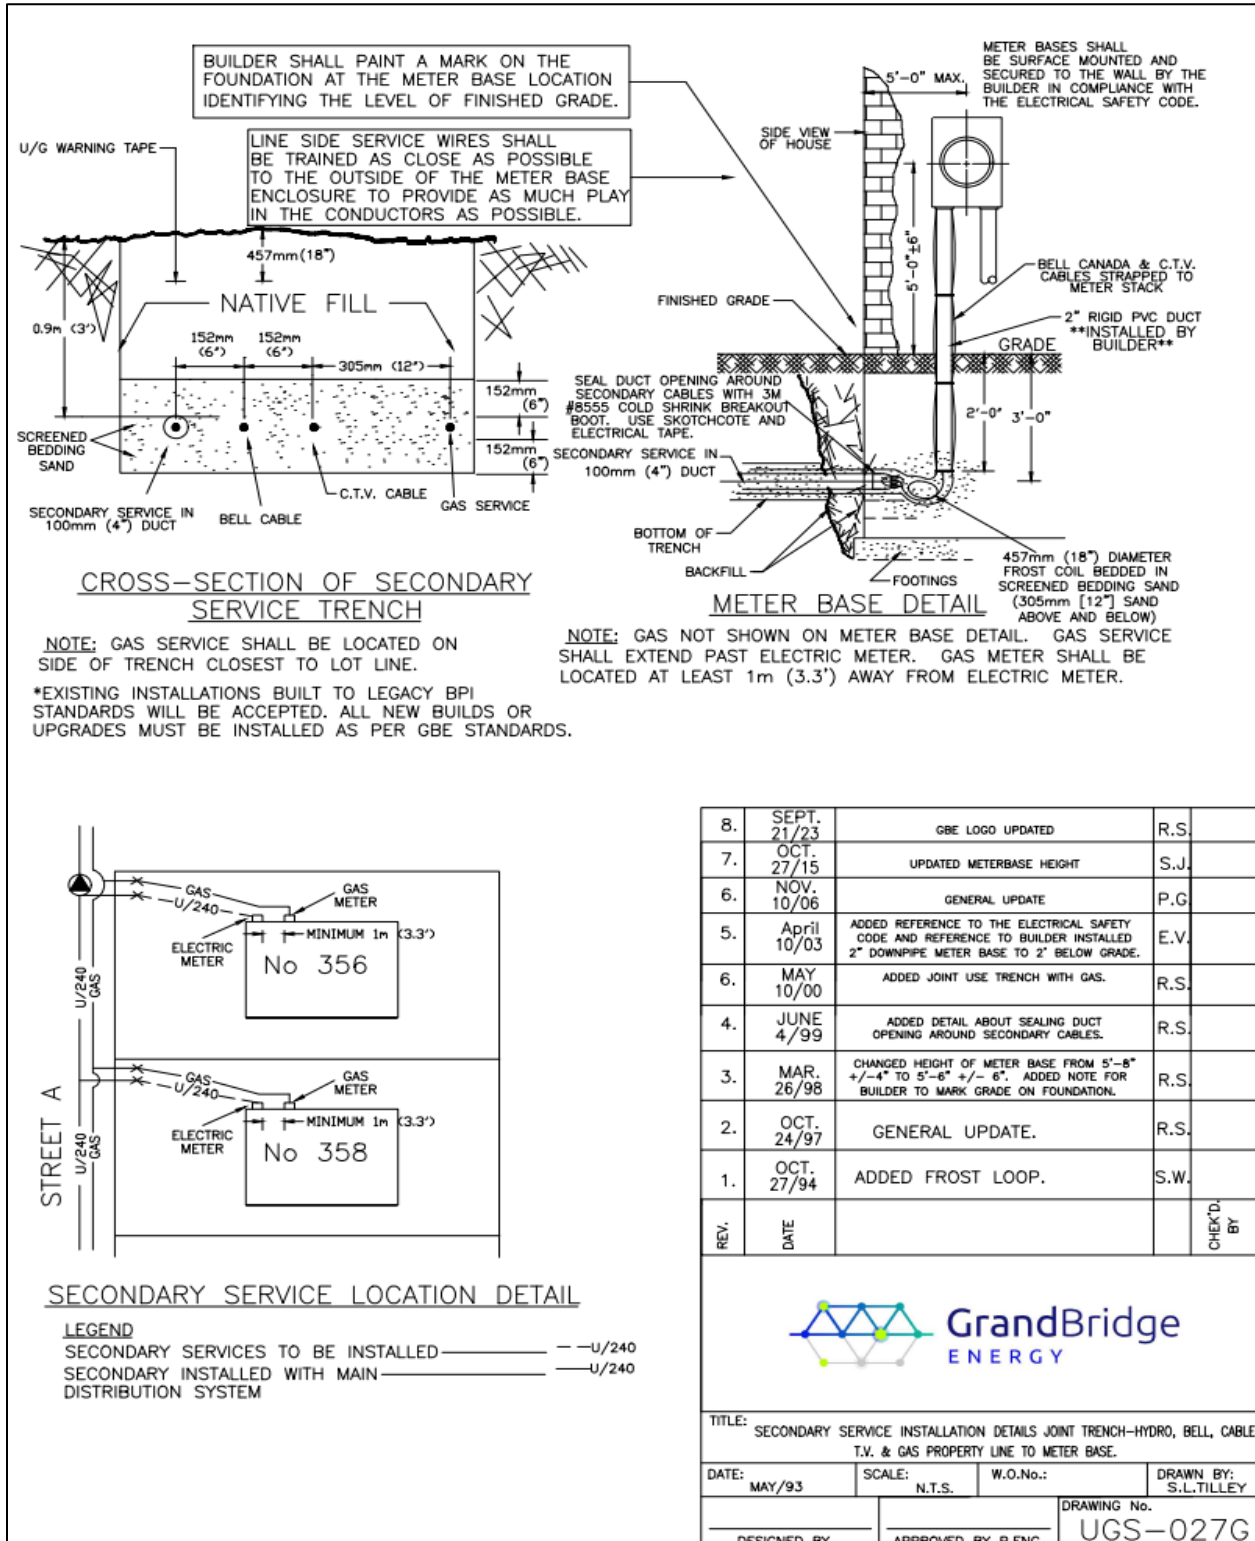 BUILDER SHALL PAINT A MARK ON THE
FOUNDATION AT THE METER BASE LOCATION
IDENTIFYING THE LEVEL OF FINISHED GRADE.
LINE SIDE SERVICE WIRES SHALL
BE TRAINED AS CLOSE AS POSSIBLE
TO THE OUTSIDE OF THE METER BASE
ENCLOSURE TO PROVIDE AS MUCH PLAY
IN THE CONDUCTORS AS POSSIBLE.
U/G WARNING TAPE
457mm(18")
NATIVE FILL
0.9m (3')
152mm
(6")
152mm
(6")
305mm (12")
152mm
(6")
152mm
(6")
SCREENED
BEDDING
SAND
SECONDARY SERVICE IN
100mm (4") DUCT
BELL CABLE
C.T.V. CABLE
GAS SERVICE
CROSS-SECTION OF SECONDARY
SERVICE TRENCH
NOTE: GAS SERVICE SHALL BE LOCATED ON
SIDE OF TRENCH CLOSEST TO LOT LINE.
*EXISTING INSTALLATIONS BUILT TO LEGACY BPI
STANDARDS WILL BE ACCEPTED. ALL NEW BUILDS OR
UPGRADES MUST BE INSTALLED AS PER GBE STANDARDS.
METER BASES SHALL
BE SURFACE MOUNTED AND
SECURED TO THE WALL BY THE
BUILDER IN COMPLIANCE WITH
THE ELECTRICAL SAFETY CODE.
5'-0" MAX.
SIDE VIEW
OF HOUSE
5'-0"±6"
BELL CANADA & C.T.V.
CABLES STRAPPED TO
METER STACK
2" RIGID PVC DUCT
**INSTALLED BY
BUILDER**
FINISHED GRADE
GRADE
SEAL DUCT OPENING AROUND
SECONDARY CABLES WITH 3M
#8555 COLD SHRINK BREAKOUT
BOOT. USE SKOTCHCOTE AND
ELECTRICAL TAPE.
2'-0"
3'-0"
SECONDARY SERVICE IN
100mm (4") DUCT
BOTTOM OF
TRENCH
BACKFILL
FOOTINGS
457mm (18") DIAMETER
FROST COIL BEDDED IN
SCREENED BEDDING SAND
(305mm [12"] SAND
ABOVE AND BELOW)
METER BASE DETAIL
NOTE: GAS NOT SHOWN ON METER BASE DETAIL. GAS SERVICE
SHALL EXTEND PAST ELECTRIC METER. GAS METER SHALL BE
LOCATED AT LEAST 1m (3.3') AWAY FROM ELECTRIC METER.
GAS
U/240
GAS
METER
ELECTRIC
METER
MINIMUM 1m (3.3')
No 356
U/240
GAS
GAS
U/240
GAS
METER
ELECTRIC
METER
MINIMUM 1m (3.3')
No 358
U/240
GAS
STREET A
SECONDARY SERVICE LOCATION DETAIL
LEGEND
SECONDARY SERVICES TO BE INSTALLED U/240
SECONDARY INSTALLED WITH MAIN U/240
DISTRIBUTION SYSTEM
8. SEPT. 21/23 GBE LOGO UPDATED R.S.
7. OCT. 27/15 UPDATED METERBASE HEIGHT S.J.
6. NOV. 10/06 GENERAL UPDATE P.G
5. April 10/03 ADDED REFERENCE TO THE ELECTRICAL SAFETY
CODE AND REFERENCE TO BUILDER INSTALLED E.V.
2" DOWNPIPE METER BASE TO 2' BELOW GRADE.
6. MAY 10/00 ADDED JOINT USE TRENCH WITH GAS. R.S.
4. JUNE 4/99 ADDED DETAIL ABOUT SEALING DUCT
OPENING AROUND SECONDARY CABLES. R.S.
3. MAR. 26/98 CHANGED HEIGHT OF METER BASE FROM 5'-8"
+/-4" TO 5'-6" +/- 6". ADDED NOTE FOR R.S.
BUILDER TO MARK GRADE ON FOUNDATION.
2. OCT. 24/97 GENERAL UPDATE. R.S.
1. OCT. 27/94 ADDED FROST LOOP. S.W.
REV. DATE CHEK'D. BY
GrandBridge
ENERGY
TITLE: SECONDARY SERVICE INSTALLATION DETAILS JOINT TRENCH-HYDRO, BELL, CABLE
T.V. & GAS PROPERTY LINE TO METER BASE.
DATE: MAY/93
SCALE: N.T.S.
W.O.No.:
DRAWN BY: S.L.TILLEY
DESIGNED BY
APPROVED BY P.ENG
DRAWING No.
UGS-027G